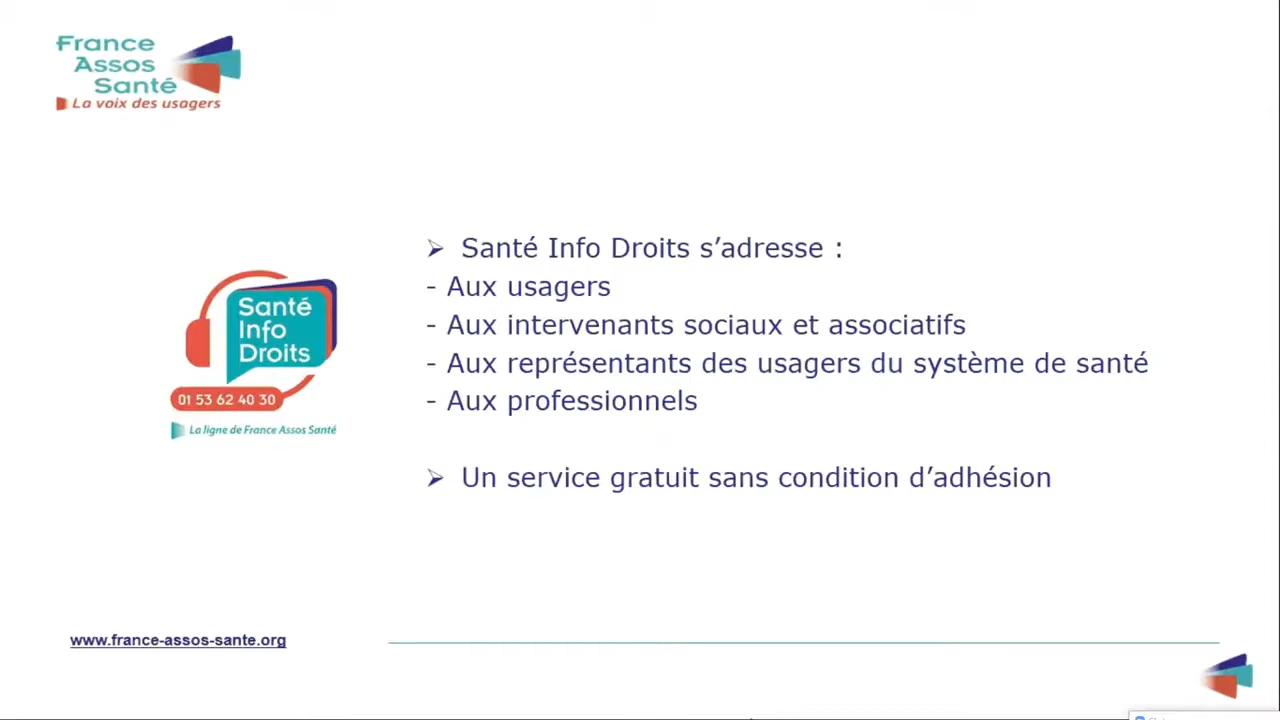 France
Assos
Santé
La voix des usagers
➢ Santé Info Droits s’adresse :
- Aux usagers
- Aux intervenants sociaux et associatifs
- Aux représentants des usagers du système de santé
- Aux professionnels
➢ Un service gratuit sans condition d’adhésion
Santé
Info
Droits
01 53 62 40 30
La ligne de France Assos Santé
www.france-assos-sante.org